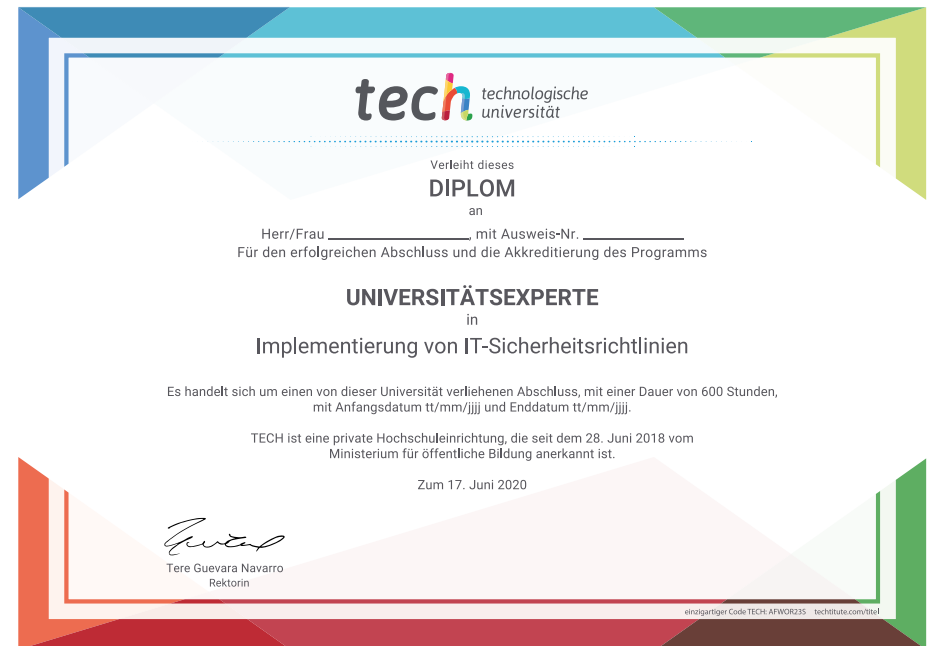 tech technologische
universität
Verleiht dieses
DIPLOM
an
Herr/Frau ____________________, mit Ausweis-Nr. ______________
Für den erfolgreichen Abschluss und die Akkreditierung des Programms
UNIVERSITÄTSEXPERTE
in
Implementierung von IT-Sicherheitsrichtlinien
Es handelt sich um einen von dieser Universität verliehenen Abschluss, mit einer Dauer von 600 Stunden,
mit Anfangsdatum tt/mm/jjjj und Enddatum tt/mm/jjjj.
TECH ist eine private Hochschuleinrichtung, die seit dem 28. Juni 2018 vom
Ministerium für öffentliche Bildung anerkannt ist.
Zum 17. Juni 2020
Tere Guevara Navarro
Rektorin
einzigartiger Code TECH: AFWOR23S techtitute.com/titel